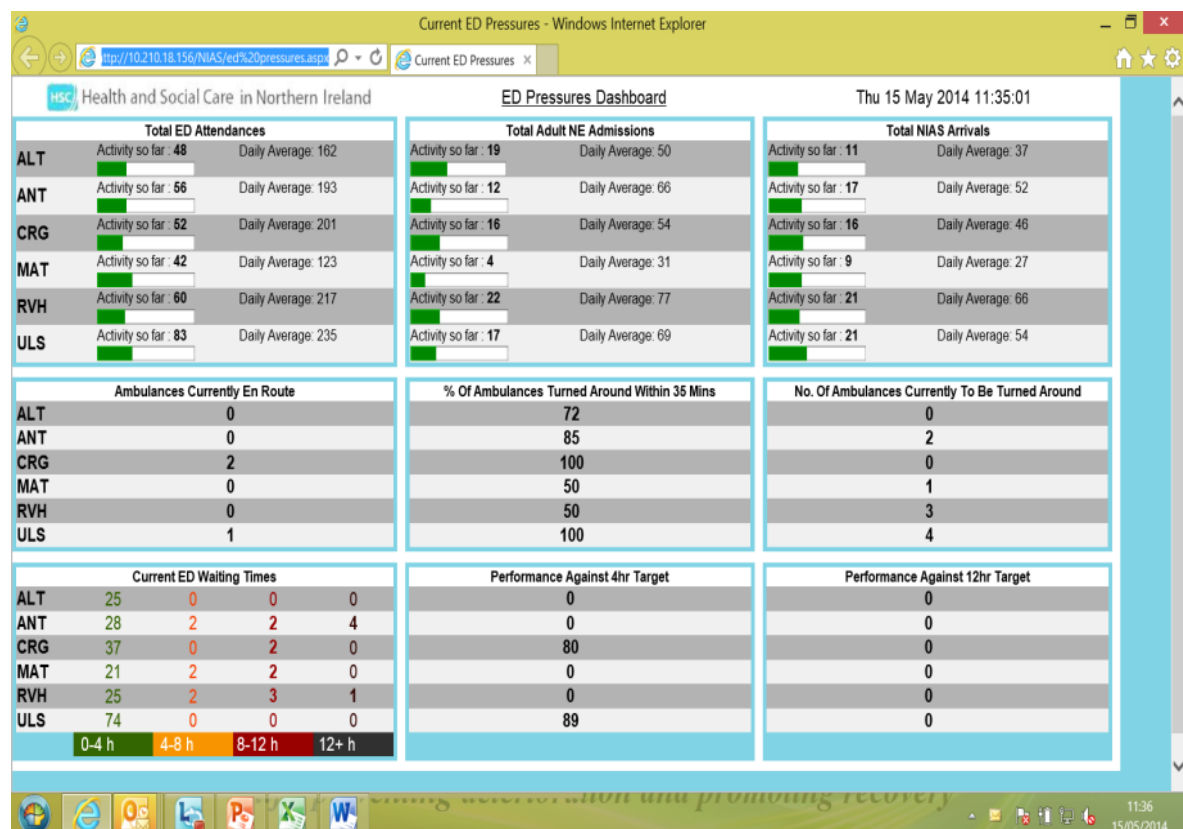 Current ED Pressures - Windows Internet Explorer
ttp://10.210.18.156/NIAS/ed%20pressures.aspx
Current ED Pressures
HSC Health and Social Care in Northern Ireland
ED Pressures Dashboard
Thu 15 May 2014 11:35:01
Total ED Attendances Total Adult NE Admissions Total NIAS Arrivals
ALT Activity so far : 48 Daily Average: 162 Activity so far : 19 Daily Average: 50 Activity so far : 11 Daily Average: 37
ANT Activity so far : 56 Daily Average: 193 Activity so far : 12 Daily Average: 66 Activity so far : 17 Daily Average: 52
CRG Activity so far : 52 Daily Average: 201 Activity so far : 16 Daily Average: 54 Activity so far : 16 Daily Average: 46
MAT Activity so far : 42 Daily Average: 123 Activity so far : 4 Daily Average: 31 Activity so far : 9 Daily Average: 27
RVH Activity so far : 60 Daily Average: 217 Activity so far : 22 Daily Average: 77 Activity so far : 21 Daily Average: 66
ULS Activity so far : 83 Daily Average: 235 Activity so far : 17 Daily Average: 69 Activity so far : 21 Daily Average: 54
Ambulances Currently En Route % Of Ambulances Turned Around Within 35 Mins No. Of Ambulances Currently To Be Turned Around
ALT 0 72 0
ANT 0 85 2
CRG 2 100 0
MAT 0 50 1
RVH 0 50 3
ULS 1 100 4
Current ED Waiting Times Performance Against 4hr Target Performance Against 12hr Target
ALT 25 0 0 0 0 0
ANT 28 2 2 4 0 0
CRG 37 0 2 0 80 0
MAT 21 2 2 0 0 0
RVH 25 2 3 1 0 0
ULS 74 0 0 0 89 0
0-4 h 4-8 h 8-12 h 12+ h
and promoting recovery
11:36
15/05/2014